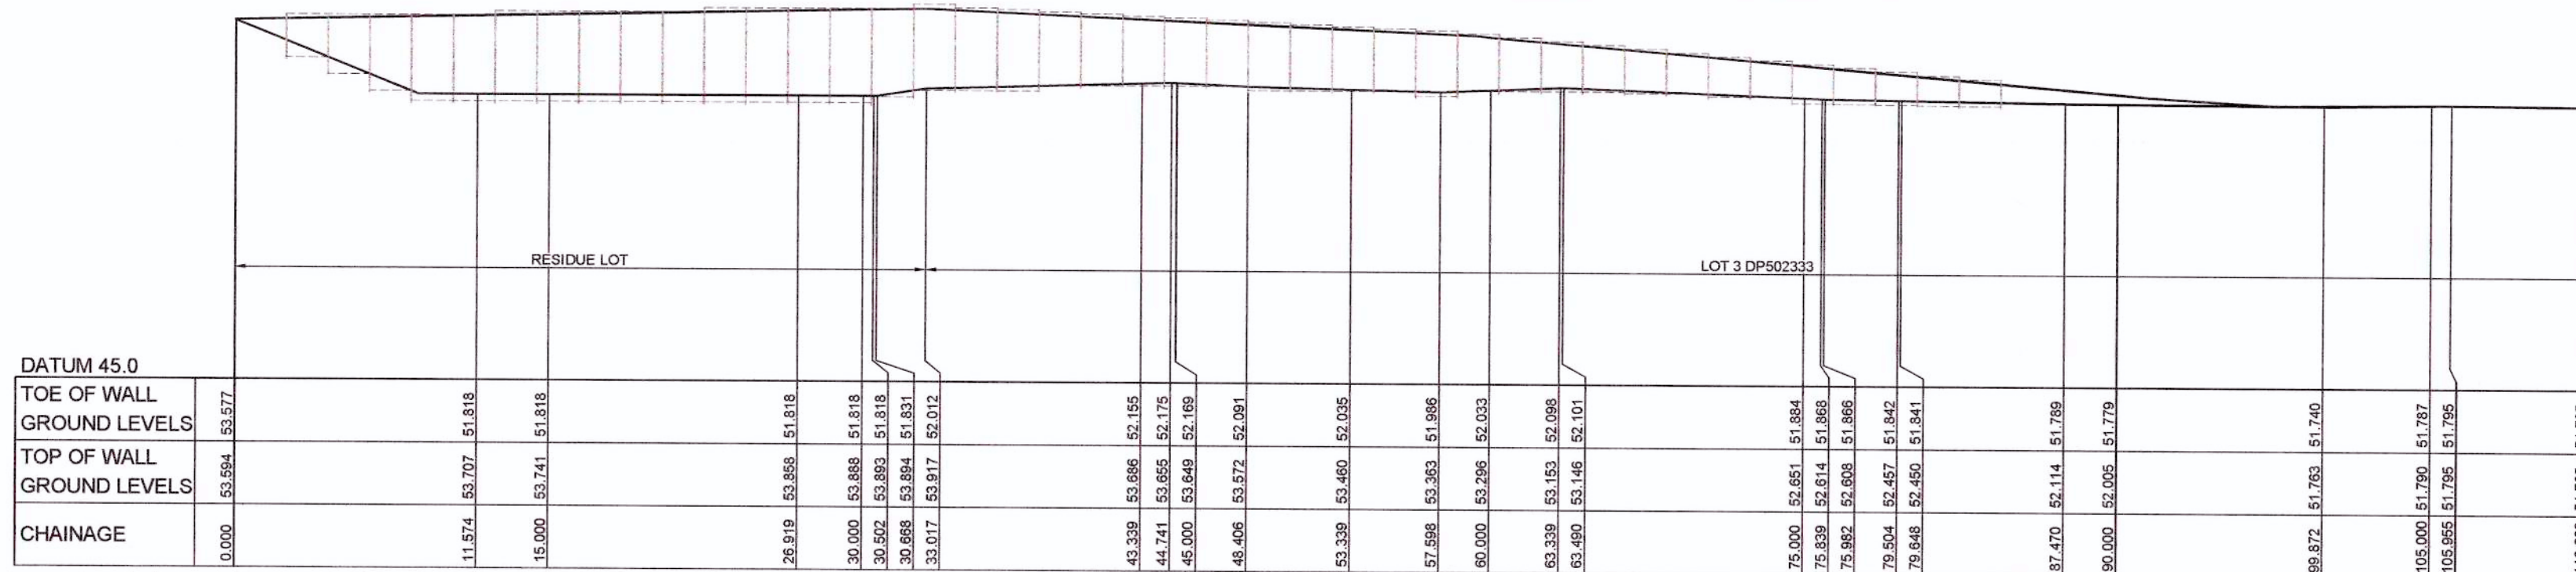 RESIDUE LOT
LOT 3 DP502333
DATUM 45.0
TOE OF WALL
GROUND LEVELS
53.577 51.818 51.818 51.818 51.818 51.818 51.831 52.012 52.155 52.175 52.169 52.091 52.035 51.986 52.033 52.098 52.101 51.884 51.868 51.866 51.842 51.841 51.789 51.779 51.740 51.787 51.795
TOP OF WALL
GROUND LEVELS
53.594 53.707 53.741 53.858 53.888 53.893 53.894 53.917 53.686 53.655 53.649 53.572 53.460 53.363 53.296 53.153 53.146 52.651 52.614 52.608 52.457 52.450 52.114 52.005 51.763 51.790 51.795
CHAINAGE
0.000 11.574 15.000 26.919 30.000 30.502 30.668 33.017 43.339 44.741 45.000 48.406 53.339 57.598 60.000 63.339 63.490 75.000 75.839 75.982 79.504 79.648 87.470 90.000 99.872 105.000 105.955